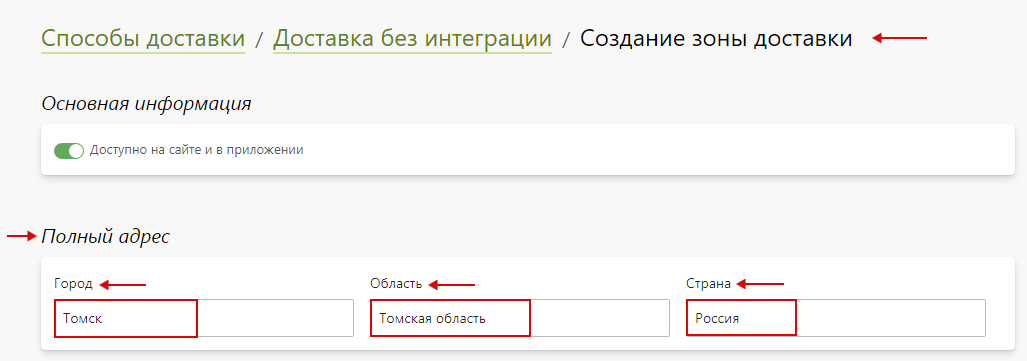 Способы доставки / Доставка без интеграции / Создание зоны доставки
Основная информация
Доступно на сайте и в приложении
Полный адрес
Город Область Страна
Томск Томская область Россия